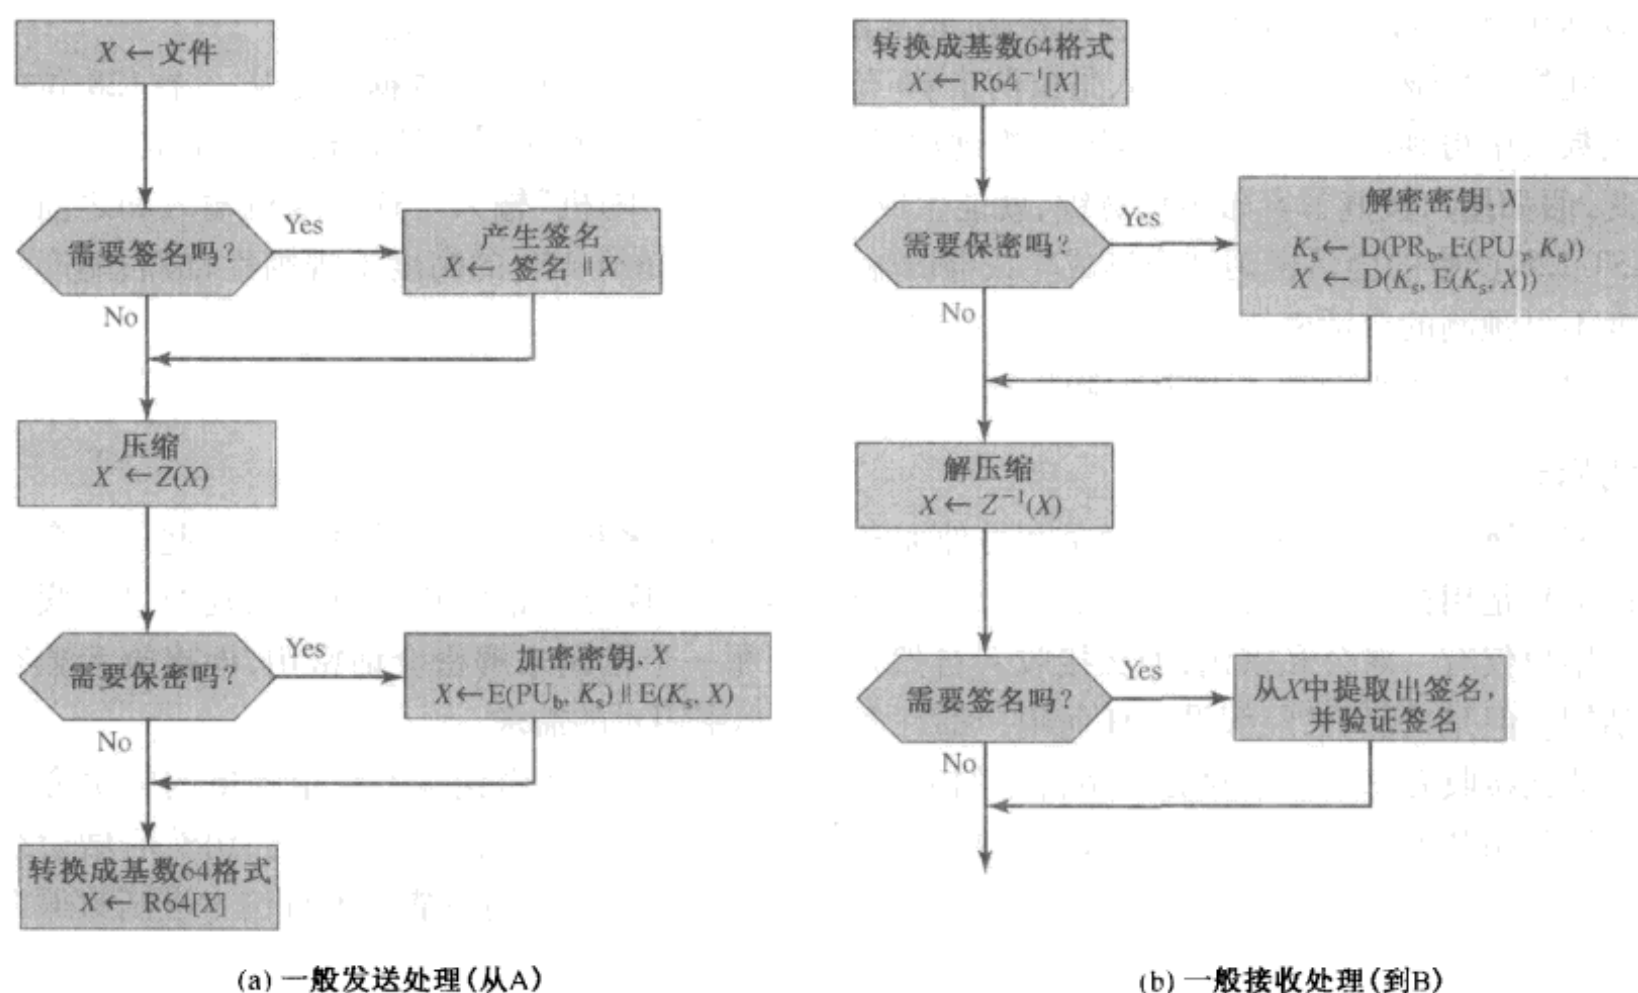 X ← 文件
需要签名吗?
Yes
产生签名
X ← 签名 || X
No
压缩
X ← Z(X)
需要保密吗?
Yes
加密密钥, X
X ← E(PU_b, K_s) || E(K_s, X)
No
转换成基数64格式
X ← R64[X]
(a) 一般发送处理(从A)
转换成基数64格式
X ← R64⁻¹[X]
需要保密吗?
Yes
解密密钥, X
K_s ← D(PR_b, E(PU_b, K_s))
X ← D(K_s, E(K_s, X))
No
解压缩
X ← Z⁻¹(X)
需要签名吗?
Yes
从X中提取出签名,
并验证签名
No
(b) 一般接收处理(到B)